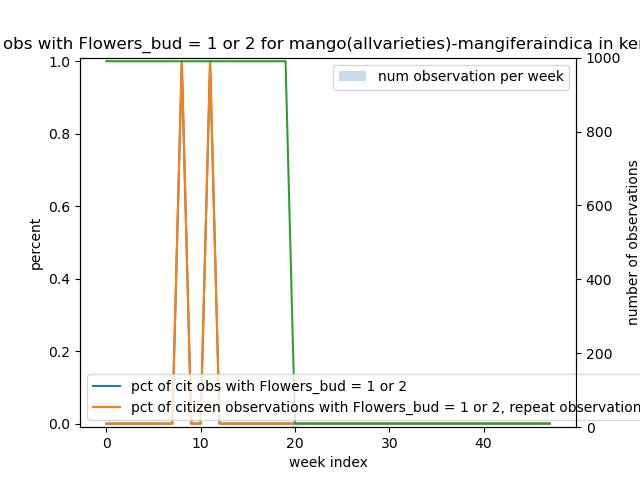 obs with Flowers_bud = 1 or 2 for mango(allvarieties)-mangiferaindica in
num observation per week
1.0
0.8
0.6
0.4
0.2
0.0
percent
1000
800
600
400
200
0
number of observations
pct of cit obs with Flowers_bud = 1 or 2
pct of citizen observations with Flowers_bud = 1 or 2, repeat observation
0 10 20 30 40
week index